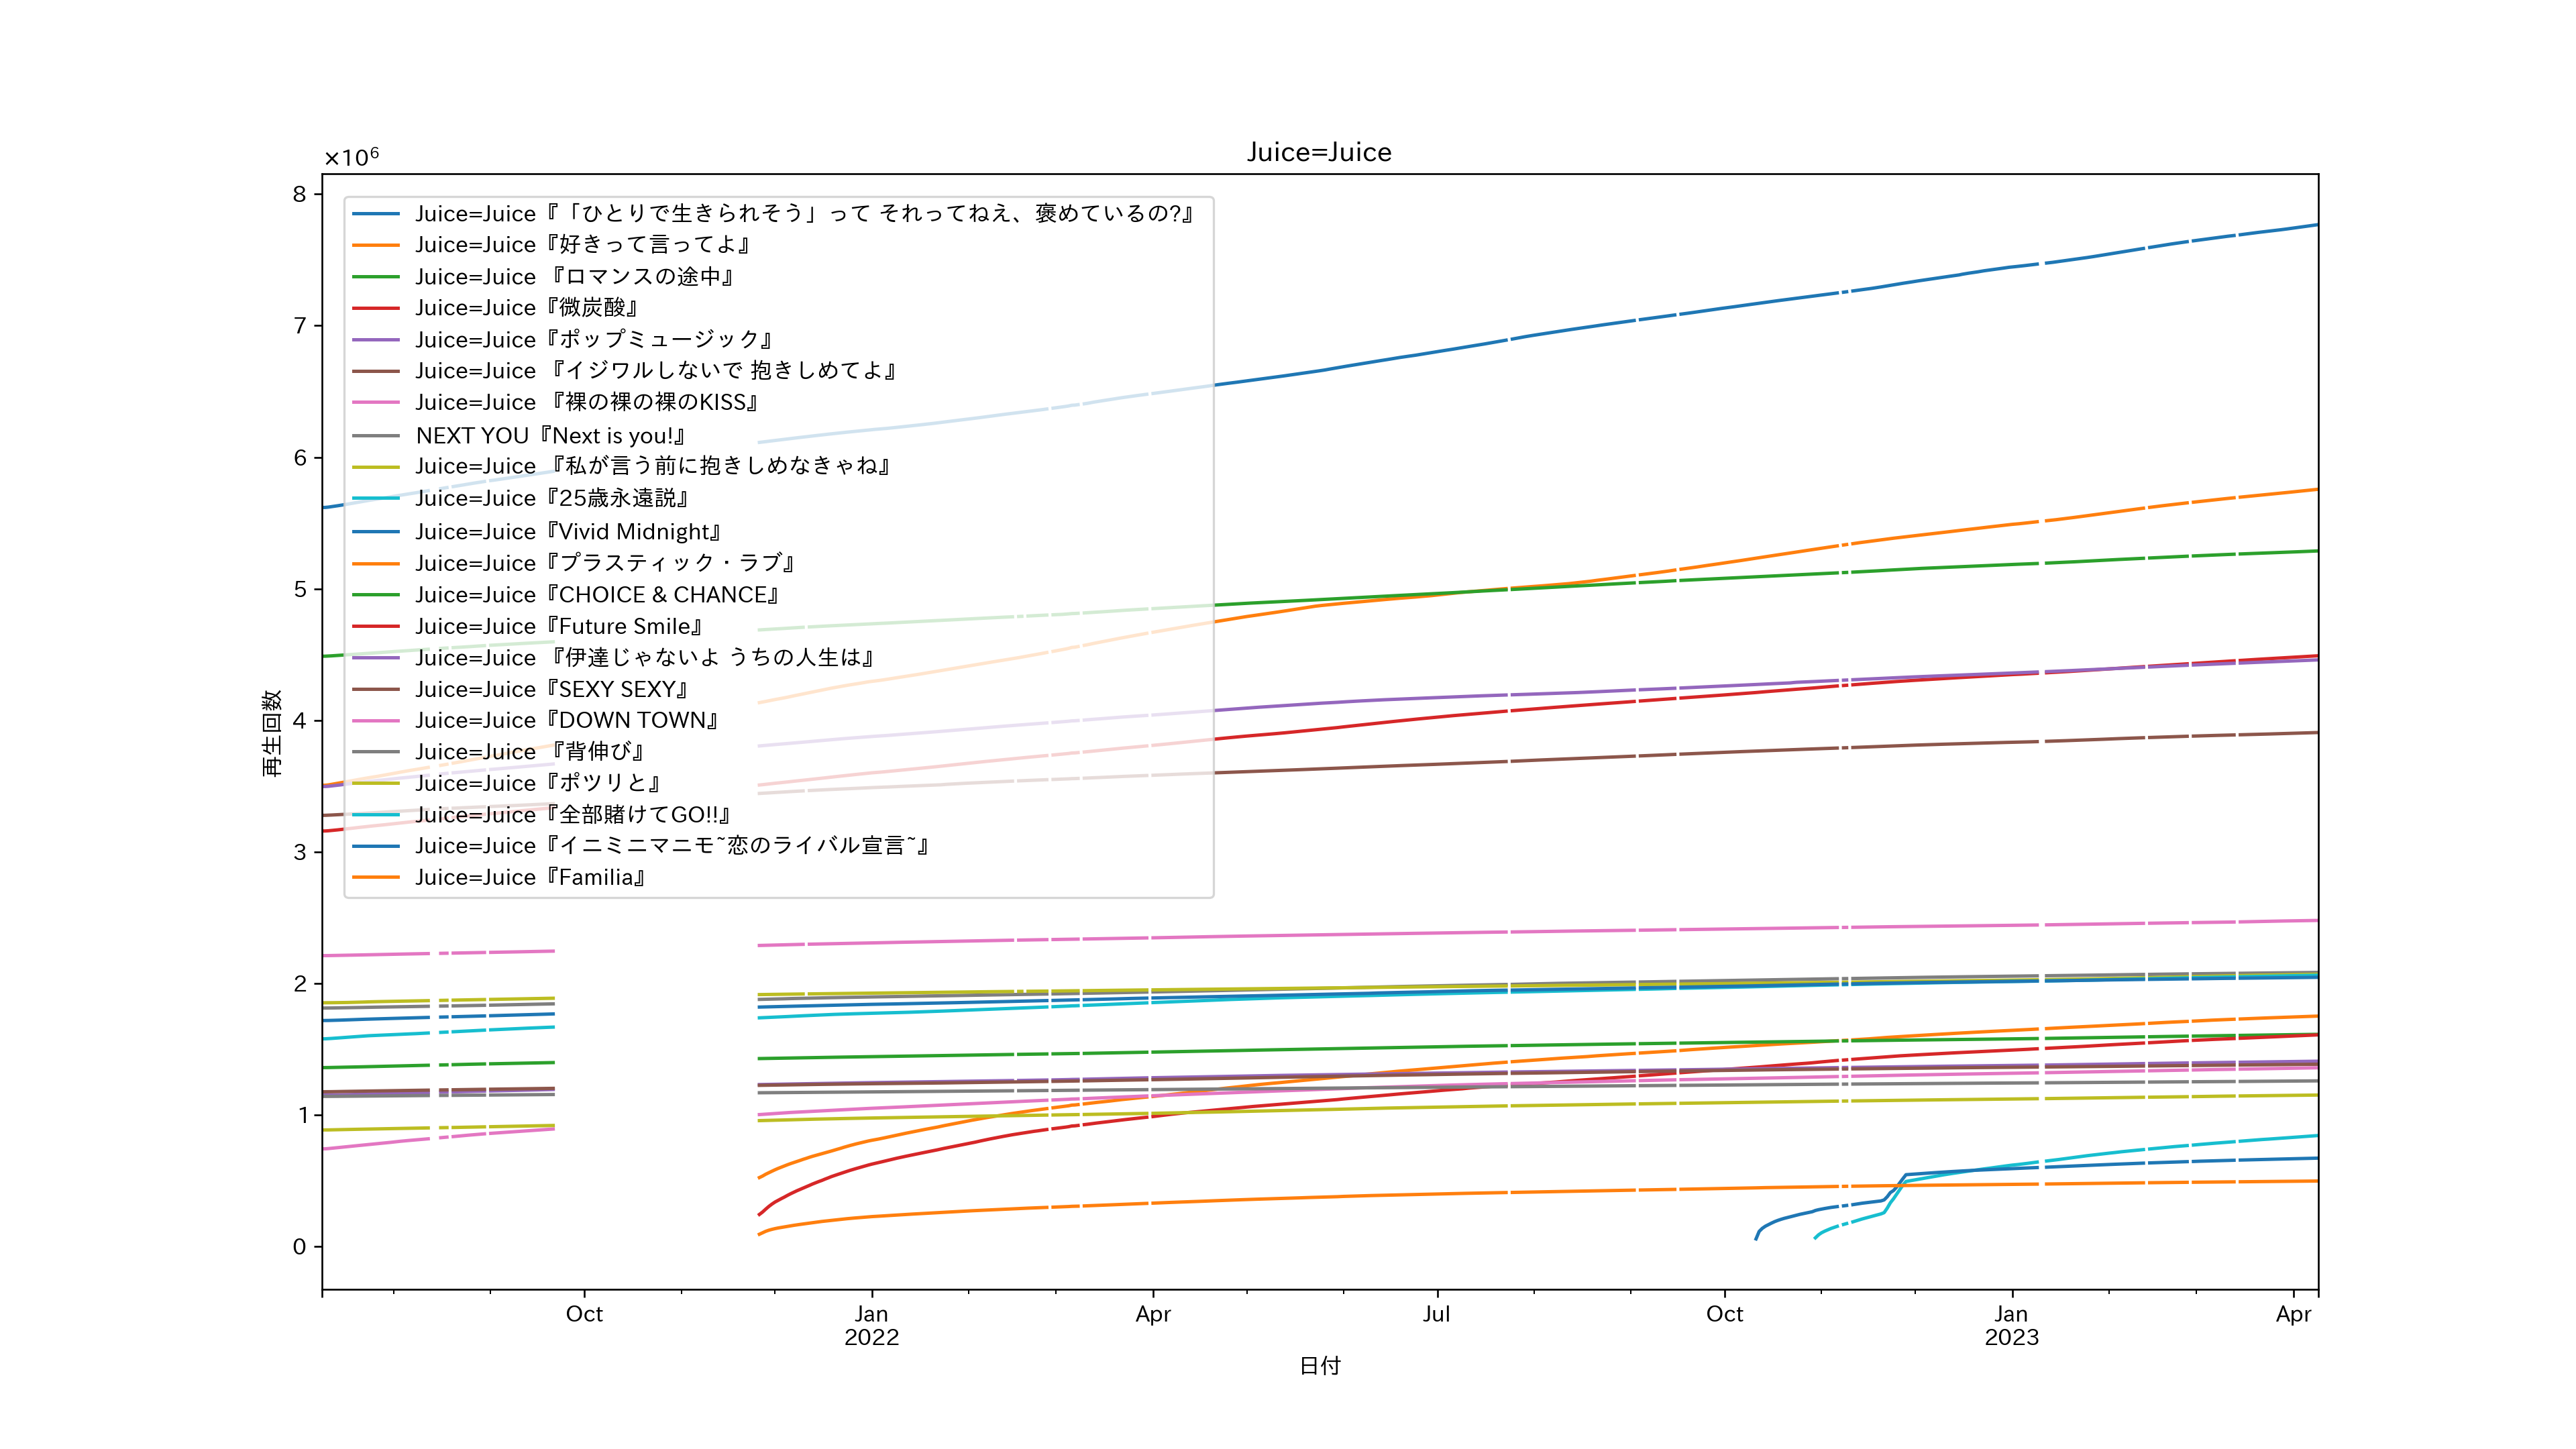 Juice=Juice
×10⁶
8
7
6
5
4
3
2
1
0
再生回数
Juice=Juice『「ひとりで生きられそう」って それってねえ、褒めているの?』
Juice=Juice『好きって言ってよ』
Juice=Juice 『ロマンスの途中』
Juice=Juice『微炭酸』
Juice=Juice『ポップミュージック』
Juice=Juice 『イジワルしないで 抱きしめてよ』
Juice=Juice 『裸の裸の裸のKISS』
NEXT YOU『Next is you!』
Juice=Juice 『私が言う前に抱きしめなきゃね』
Juice=Juice『25歳永遠説』
Juice=Juice『Vivid Midnight』
Juice=Juice『プラスティック・ラブ』
Juice=Juice『CHOICE & CHANCE』
Juice=Juice『Future Smile』
Juice=Juice 『伊達じゃないよ うちの人生は』
Juice=Juice『SEXY SEXY』
Juice=Juice『DOWN TOWN』
Juice=Juice 『背伸び』
Juice=Juice『ポツリと』
Juice=Juice『全部賭けてGO!!』
Juice=Juice『イニミニマニモ~恋のライバル宣言~』
Juice=Juice『Familia』
Oct Jan Apr Jul Oct Jan Apr
2022 2023
日付